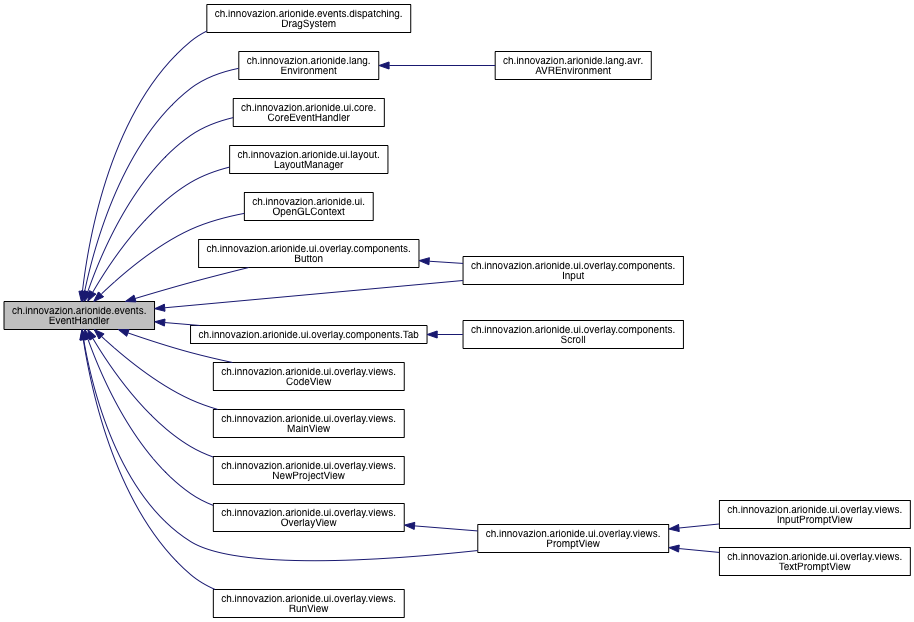 ch.innovazion.arionide.events.dispatching.
DragSystem
ch.innovazion.arionide.lang.
Environment
ch.innovazion.arionide.lang.avr.
AVREnvironment
ch.innovazion.arionide.ui.core.
CoreEventHandler
ch.innovazion.arionide.ui.layout.
LayoutManager
ch.innovazion.arionide.ui.
OpenGLContext
ch.innovazion.arionide.ui.overlay.components.
Button
ch.innovazion.arionide.ui.overlay.components.
Input
ch.innovazion.arionide.events.
EventHandler
ch.innovazion.arionide.ui.overlay.components.Tab
ch.innovazion.arionide.ui.overlay.components.
Scroll
ch.innovazion.arionide.ui.overlay.views.
CodeView
ch.innovazion.arionide.ui.overlay.views.
MainView
ch.innovazion.arionide.ui.overlay.views.
NewProjectView
ch.innovazion.arionide.ui.overlay.views.
OverlayView
ch.innovazion.arionide.ui.overlay.views.
PromptView
ch.innovazion.arionide.ui.overlay.views.
InputPromptView
ch.innovazion.arionide.ui.overlay.views.
TextPromptView
ch.innovazion.arionide.ui.overlay.views.
RunView